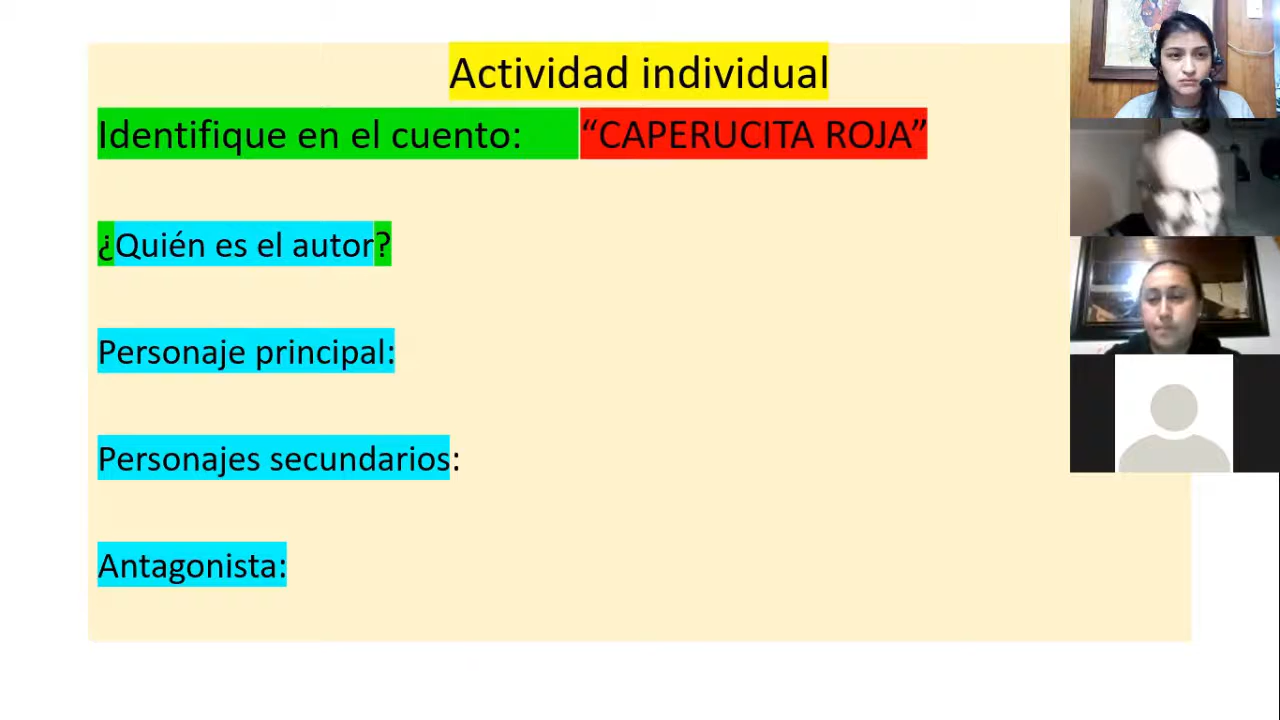 Actividad individual
Identifique en el cuento: “CAPERUCITA ROJA”
¿Quién es el autor?
Personaje principal:
Personajes secundarios:
Antagonista: